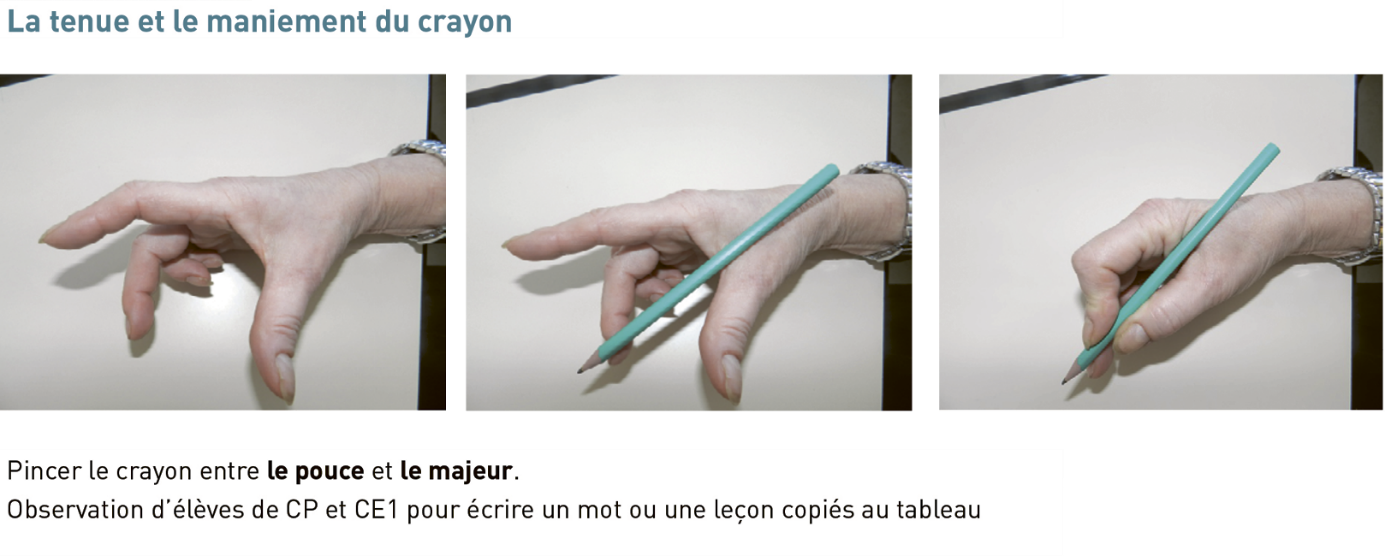 La tenue et le maniement du crayon
Pincer le crayon entre le pouce et le majeur.
Observation d'élèves de CP et CE1 pour écrire un mot ou une leçon copiés au tableau